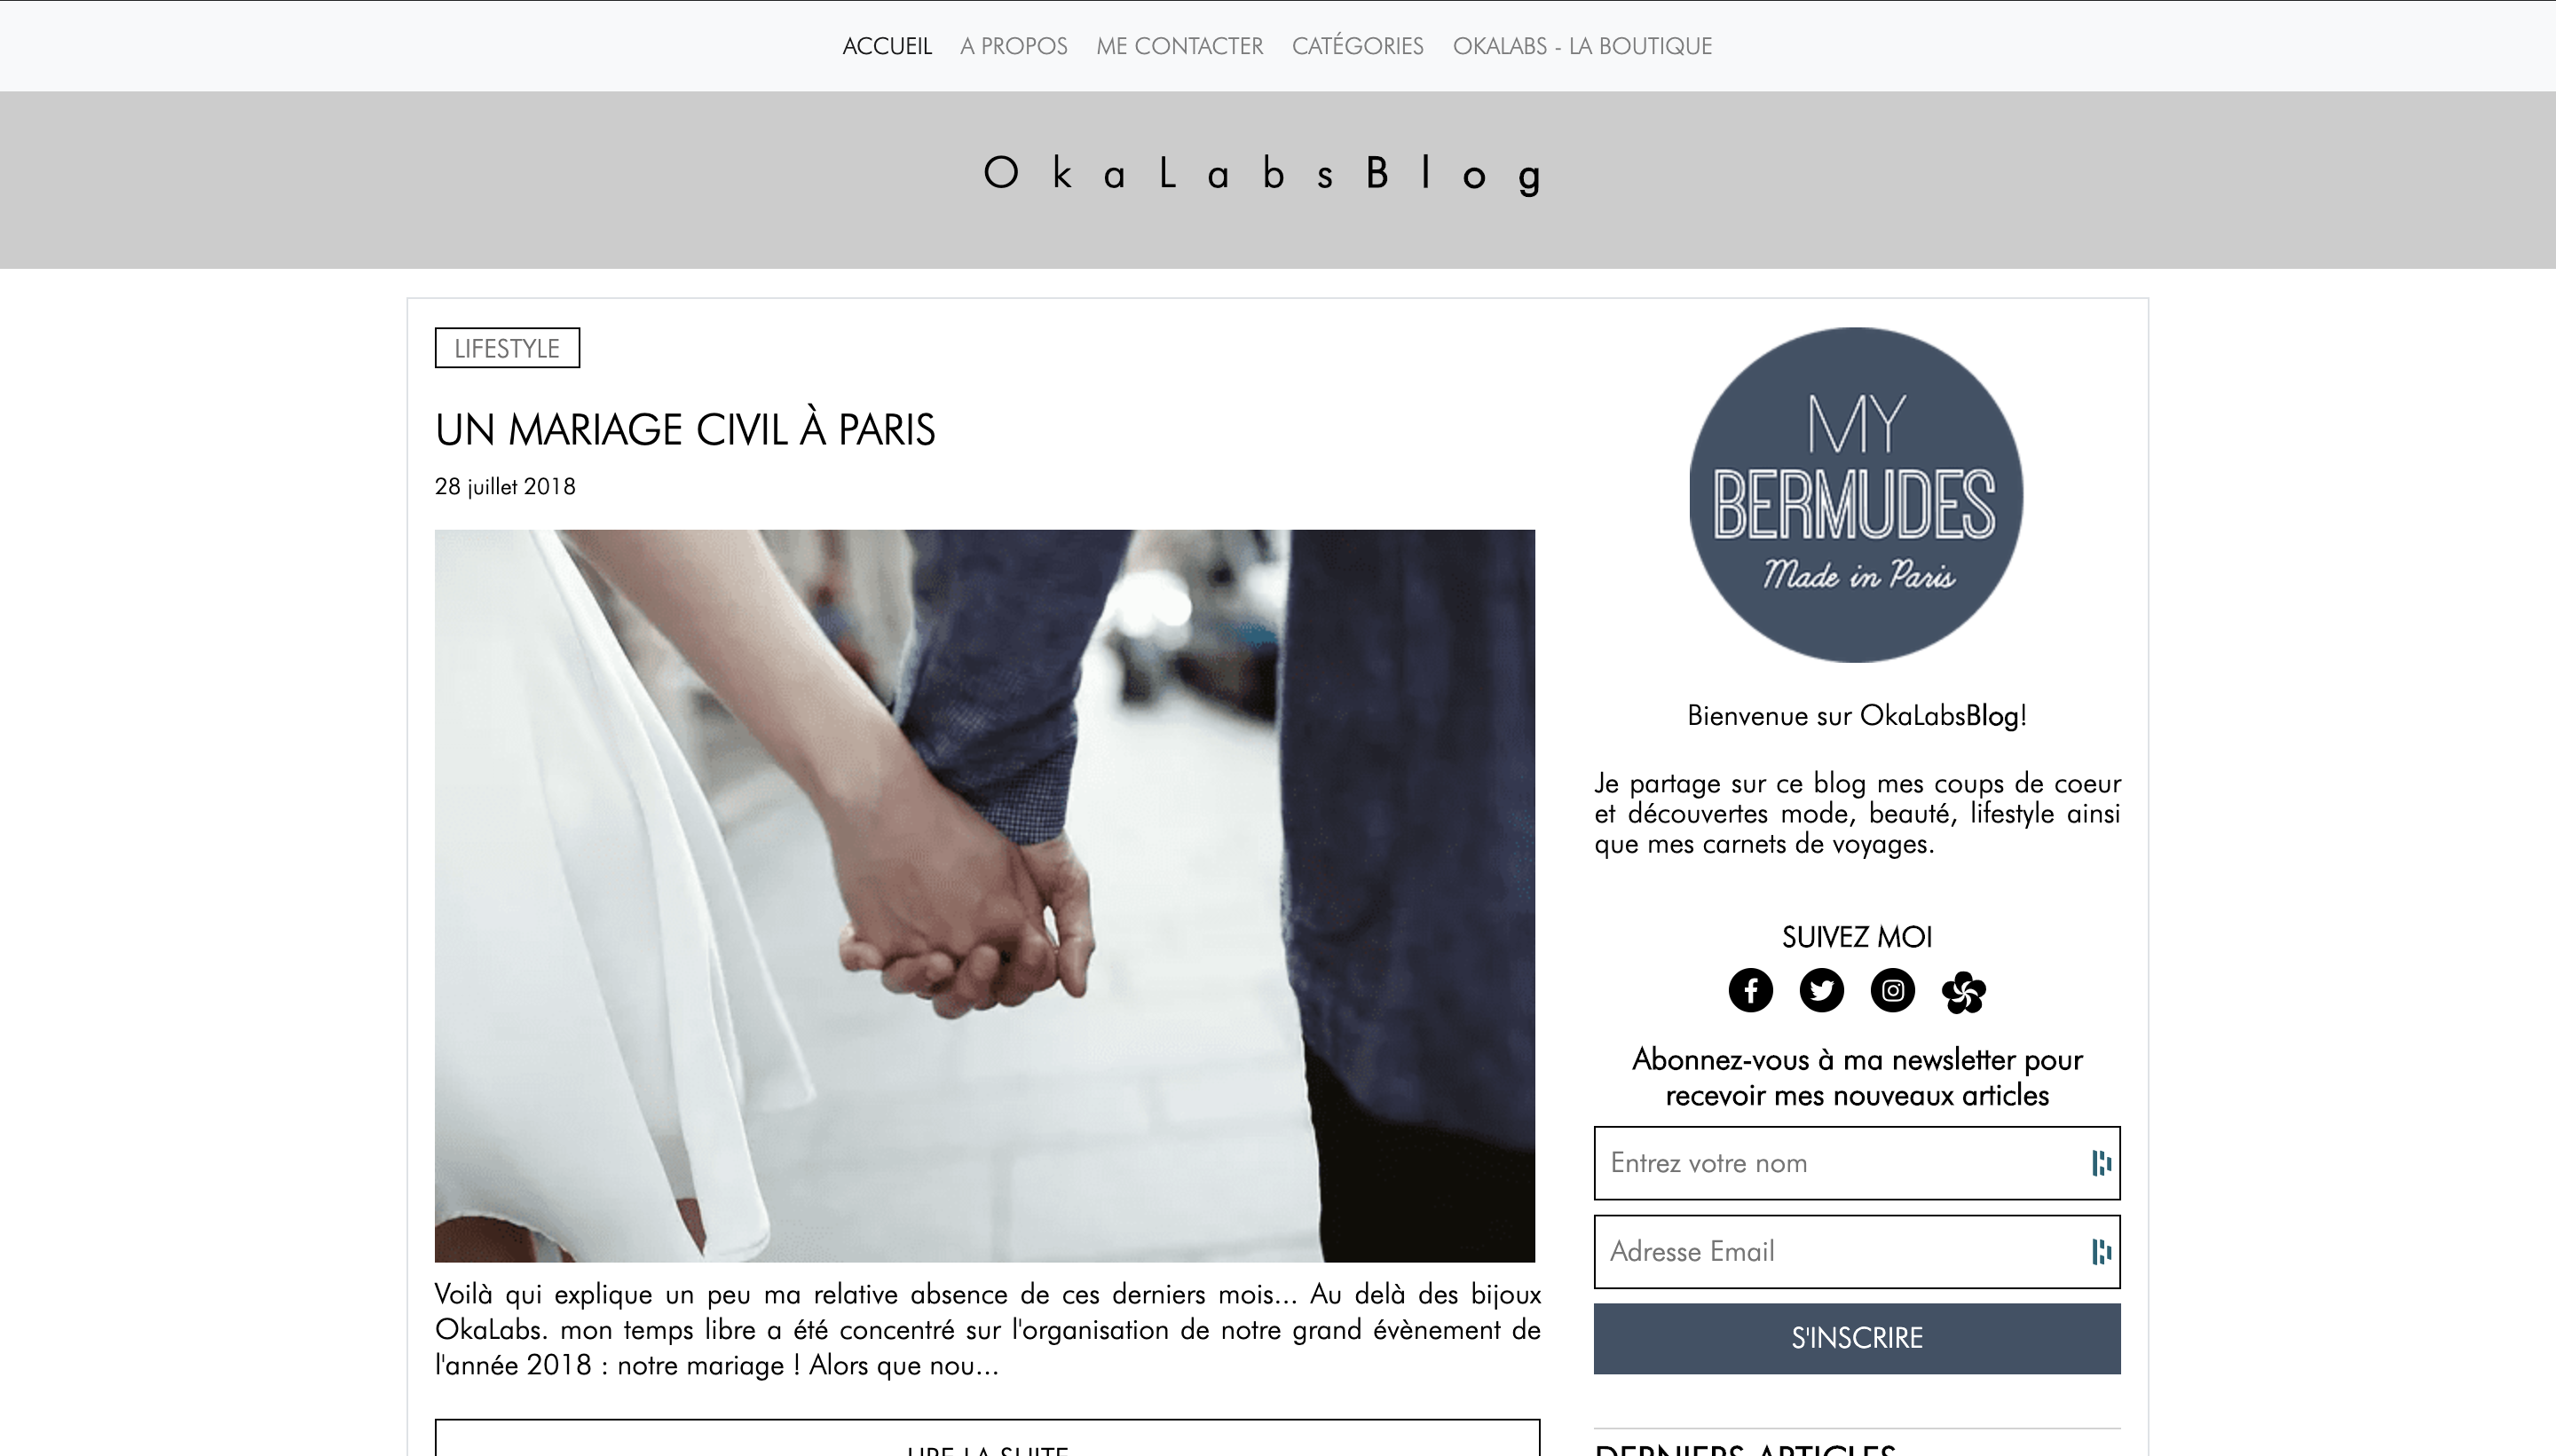 ACCUEIL A PROPOS ME CONTACTER CATÉGORIES OKALABS - LA BOUTIQUE
OkaLabsBlog
LIFESTYLE
UN MARIAGE CIVIL À PARIS
28 juillet 2018
Voilà qui explique un peu ma relative absence de ces derniers mois... Au delà des bijoux
OkaLabs. mon temps libre a été concentré sur l'organisation de notre grand évènement de
l'année 2018 : notre mariage ! Alors que nou...
LIRE LA SUITE
MY
BERMUDES
Made in Paris
Bienvenue sur OkaLabsBlog!
Je partage sur ce blog mes coups de coeur
et découvertes mode, beauté, lifestyle ainsi
que mes carnets de voyages.
SUIVEZ MOI
Abonnez-vous à ma newsletter pour
recevoir mes nouveaux articles
Entrez votre nom
Adresse Email
S'INSCRIRE
DERNIERS ARTICLES